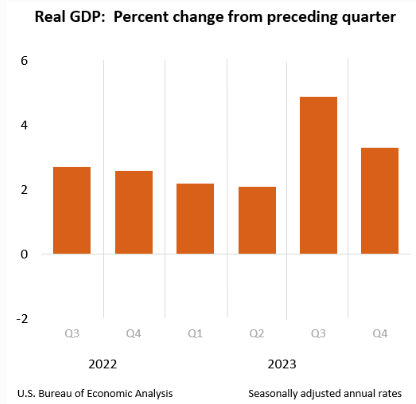 Real GDP:  Percent change from preceding quarter
6
4
2
0
-2
Q3 Q4 Q1 Q2 Q3 Q4
2022 2023
U.S. Bureau of Economic Analysis Seasonally adjusted annual rates